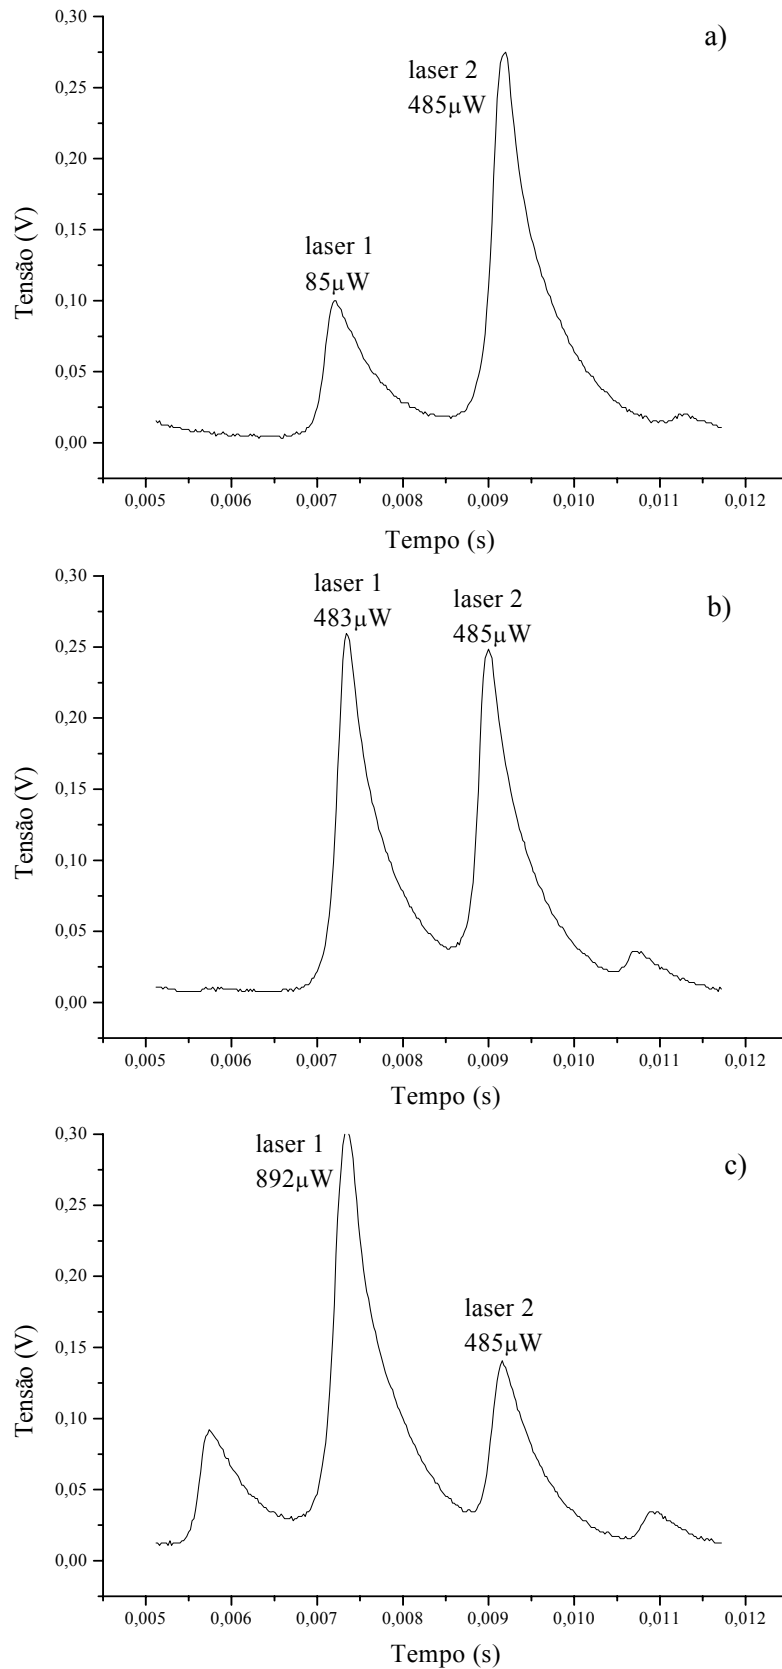 a)
laser 2
485µW
laser 1
85µW
0,30
0,25
0,20
0,15
0,10
0,05
0,00
Tensão (V)
0,005 0,006 0,007 0,008 0,009 0,010 0,011 0,012
Tempo (s)
b)
laser 1
483µW
laser 2
485µW
0,30
0,25
0,20
0,15
0,10
0,05
0,00
Tensão (V)
0,005 0,006 0,007 0,008 0,009 0,010 0,011 0,012
Tempo (s)
c)
laser 1
892µW
laser 2
485µW
0,30
0,25
0,20
0,15
0,10
0,05
0,00
Tensão (V)
0,005 0,006 0,007 0,008 0,009 0,010 0,011 0,012
Tempo (s)